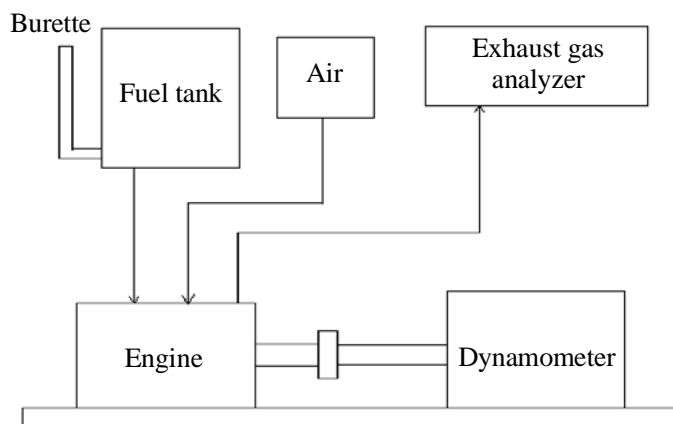 Burette
Fuel tank
Air
Exhaust gas
analyzer
Engine
Dynamometer